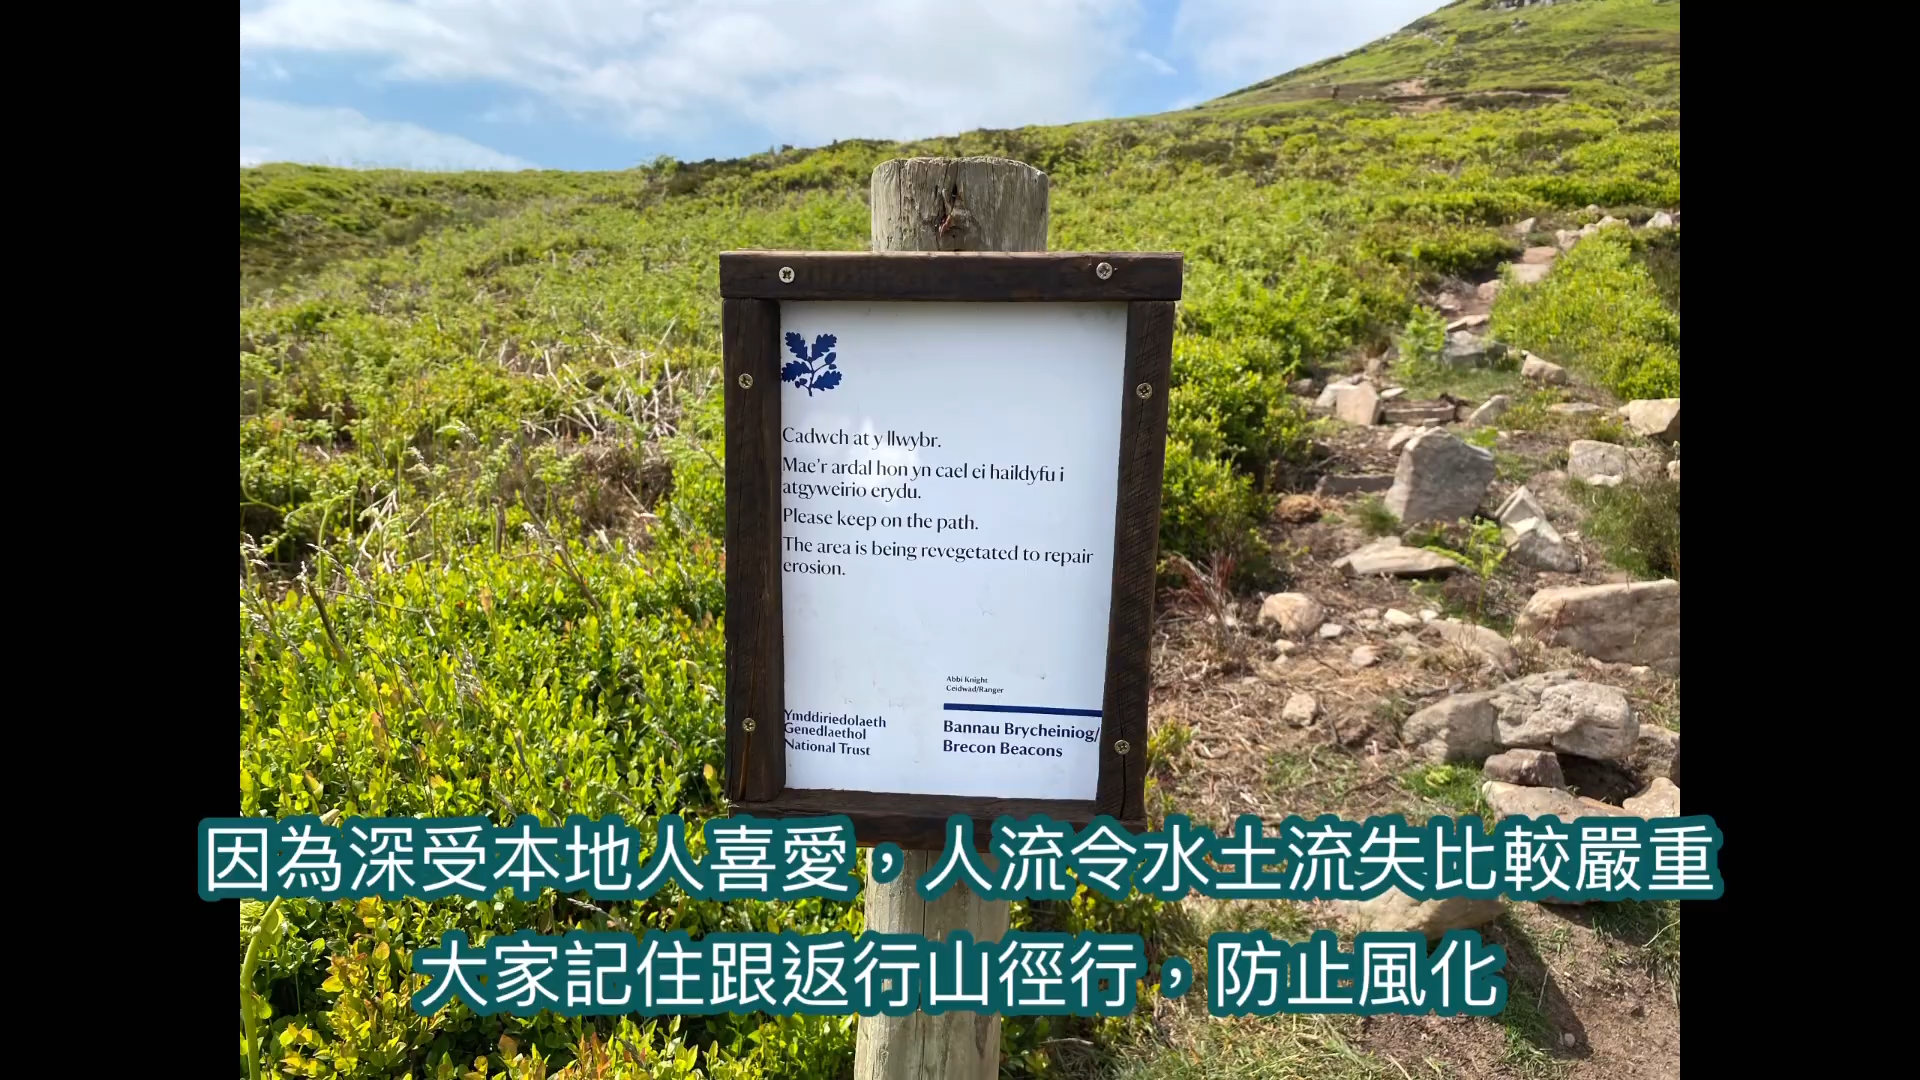 Cadwch at y llwybr.
Mae'r ardal hon yn cael ei haildyfu i
atgyweirio erydu.
Please keep on the path.
The area is being revegetated to repair
erosion.
Abbi Knight
Ceidwad/Ranger
Ymddiriedolaeth
Genedlaethol
National Trust
Bannau Brycheiniog/
Brecon Beacons
因為深受本地人喜愛，人流令水土流失比較嚴重
大家記住跟返行山徑行，防止風化